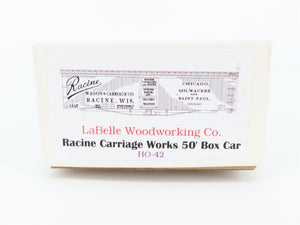 Racine
WAGON & CARRIAGE CO.
RACINE, WIS.
CHICAGO,
MILWAUKEE
AND
SAINT PAUL
LaBelle Woodworking Co.
Racine Carriage Works 50' Box Car
HO-42